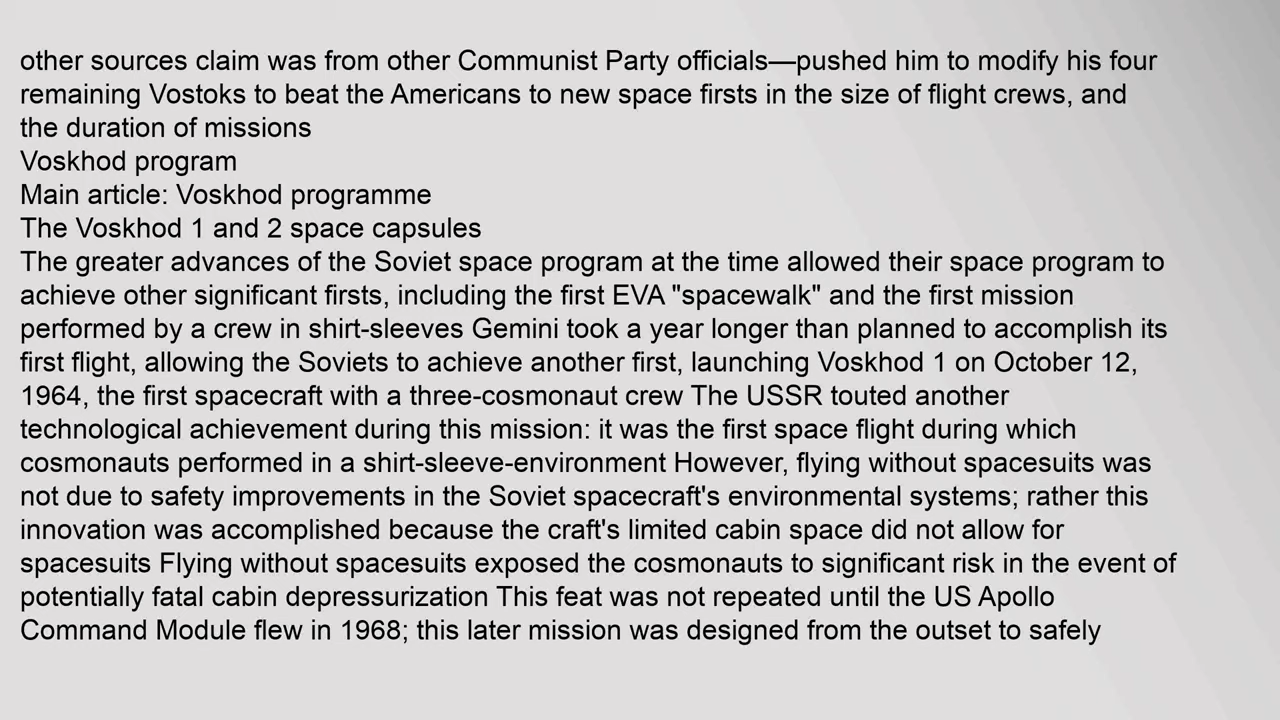 other sources claim was from other Communist Party officials—pushed him to modify his four
remaining Vostoks to beat the Americans to new space firsts in the size of flight crews, and
the duration of missions
Voskhod program
Main article: Voskhod programme
The Voskhod 1 and 2 space capsules
The greater advances of the Soviet space program at the time allowed their space program to
achieve other significant firsts, including the first EVA "spacewalk" and the first mission
performed by a crew in shirt-sleeves Gemini took a year longer than planned to accomplish its
first flight, allowing the Soviets to achieve another first, launching Voskhod 1 on October 12,
1964, the first spacecraft with a three-cosmonaut crew The USSR touted another
technological achievement during this mission: it was the first space flight during which
cosmonauts performed in a shirt-sleeve-environment However, flying without spacesuits was
not due to safety improvements in the Soviet spacecraft's environmental systems; rather this
innovation was accomplished because the craft's limited cabin space did not allow for
spacesuits Flying without spacesuits exposed the cosmonauts to significant risk in the event of
potentially fatal cabin depressurization This feat was not repeated until the US Apollo
Command Module flew in 1968; this later mission was designed from the outset to safely